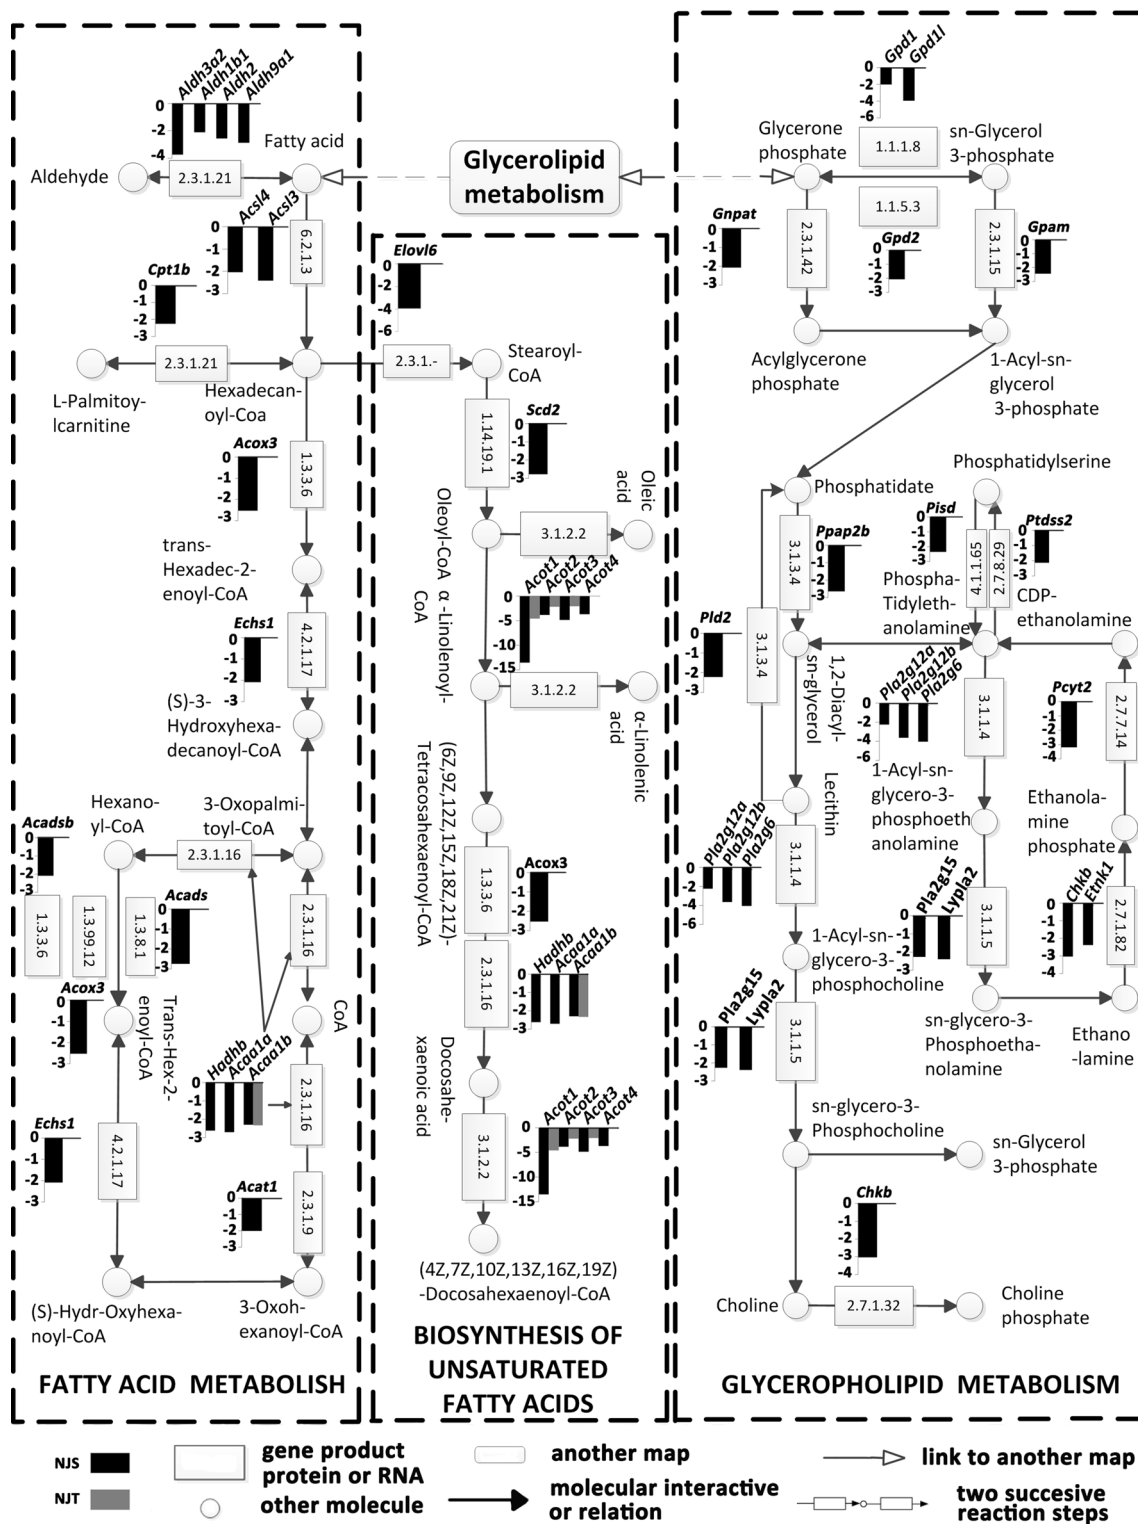 Aldh3a2
Aldh1b1
Aldh2
Aldh9a1
0
-2
-4
Aldehyde
2.3.1.21
Fatty acid
Acsl4
Acsl3
0
-1
-2
-3
6.2.1.3
Cpt1b
0
-1
-2
-3
2.3.1.21
L-Palmitoy-
lcarnitine
Hexadecan-
oyl-Coa
Acox3
0
-1
-2
-3
1.3.3.6
trans-
Hexadec-2-
enoyl-CoA
Echs1
0
-1
-2
-3
4.2.1.17
(S)-3-
Hydroxyhexa-
decanoyl-CoA
Hexano-
yl-CoA
3-Oxopalmi-
toyl-CoA
Acadsb
0
-1
-2
-3
2.3.1.16
1.3.3.6
1.3.99.12
1.3.8.1
Acads
0
-1
-2
-3
2.3.1.16
Acox3
0
-1
-2
-3
Trans-Hex-2-
enoyl-CoA
CoA
Hadhb
Acaa1a
Acaa1b
0
-1
-2
-3
2.3.1.16
Echs1
0
-1
-2
-3
4.2.1.17
Acat1
0
-1
-2
-3
2.3.1.9
(S)-Hydr-Oxyhexa-
noyl-CoA
3-Oxoh-
exanoyl-CoA
FATTY ACID METABOLISH
Glycerolipid
metabolism
Elovl6
0
-2
-4
-6
2.3.1.-
Stearoyl-
CoA
1.14.19.1
Scd2
0
-1
-2
-3
Oleoyl-CoA
Oleic
acid
3.1.2.2
Acot1
Acot2
Acot3
Acot4
0
-5
-10
-15
α-Linolenoyl-
CoA
3.1.2.2
α-Linolenic
acid
(6Z,9Z,12Z,15Z,18Z,21Z)-
Tetracosahexaenoyl-CoA
1.3.3.6
Acox3
0
-1
-2
-3
2.3.1.16
Hadhb
Acaa1a
Acaa1b
0
-1
-2
-3
Docosahe-
xaenoic acid
3.1.2.2
Acot1
Acot2
Acot3
Acot4
0
-5
-10
-15
(4Z,7Z,10Z,13Z,16Z,19Z)
-Docosahexaenoyl-CoA
BIOSYNTHESIS OF
UNSATURATED
FATTY ACIDS
Gpd1
Gpd1l
0
-2
-4
-6
Glycerone
phosphate
1.1.1.8
sn-Glycerol
3-phosphate
1.1.5.3
Gnpat
0
-1
-2
-3
2.3.1.42
Gpd2
0
-1
-2
-3
2.3.1.15
Gpam
0
-1
-2
-3
Acylglycerone
phosphate
1-Acyl-sn-
glycerol
3-phosphate
Phosphatidate
Phosphatidylserine
3.1.3.4
Ppap2b
0
-1
-2
-3
Pisd
0
-1
-2
-3
4.1.1.65
2.7.8.29
Ptdss2
0
-1
-2
-3
Phospha-
Tidyleth-
anolamine
CDP-
ethanolamine
Pld2
0
-1
-2
-3
3.1.3.4
1,2-Diacyl-
sn-glycerol
Pla2g12a
Pla2g12b
Pla2g6
0
-2
-4
-6
3.1.1.4
Pcyt2
0
-1
-2
-3
-4
2.7.7.14
Lecithin
1-Acyl-sn-
glycero-3-
phosphoeth
anolamine
Ethanola-
mine
phosphate
Pla2g12a
Pla2g12b
Pla2g6
0
-2
-4
-6
3.1.1.4
Pla2g15
Lypla2
0
-1
-2
-3
3.1.1.5
Chkb
Etnk1
0
-1
-2
-3
-4
2.7.1.82
1-Acyl-sn-
glycero-3-
phosphocholine
Pla2g15
Lypla2
0
-1
-2
-3
3.1.1.5
sn-glycero-3-
Phosphoetha-
nolamine
Ethano
-lamine
sn-glycero-3-
Phosphocholine
sn-Glycerol
3-phosphate
Chkb
0
-1
-2
-3
-4
Choline
2.7.1.32
Choline
phosphate
GLYCEROPHOLIPID METABOLISM
NJS
NJT
gene product
protein or RNA
other molecule
another map
molecular interactive
or relation
link to another map
two succesive
reaction steps